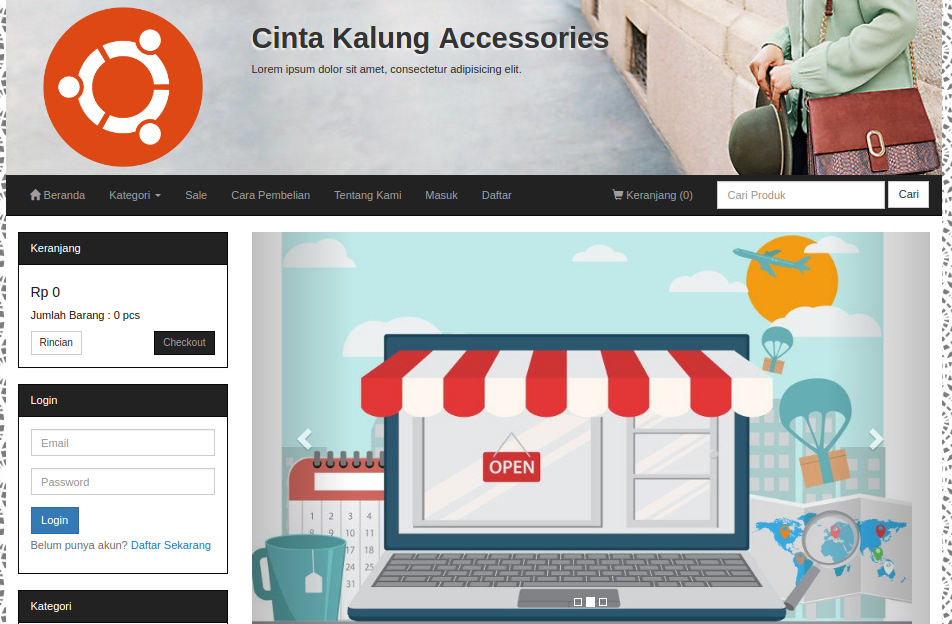 Cinta Kalung Accessories
Lorem ipsum dolor sit amet, consectetur adipisicing elit.
Beranda Kategori Sale Cara Pembelian Tentang Kami Masuk Daftar Keranjang (0) Cari Produk Cari
Keranjang
Rp 0
Jumlah Barang : 0 pcs
Rincian Checkout
Login
Email
Password
Login
Belum punya akun? Daftar Sekarang
Kategori
OPEN
1 2 3 4
8 9 10 11
17 18
24 25
31